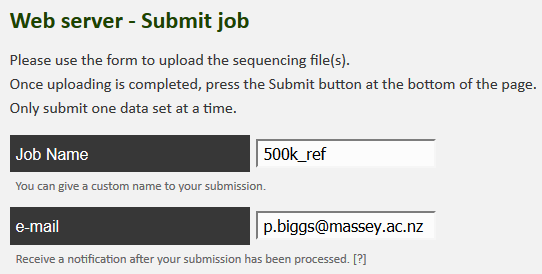 Web server - Submit job
Please use the form to upload the sequencing file(s).
Once uploading is completed, press the Submit button at the bottom of the page.
Only submit one data set at a time.
Job Name 500k_ref
You can give a custom name to your submission.
e-mail p.biggs@massey.ac.nz
Receive a notification after your submission has been processed. [?]